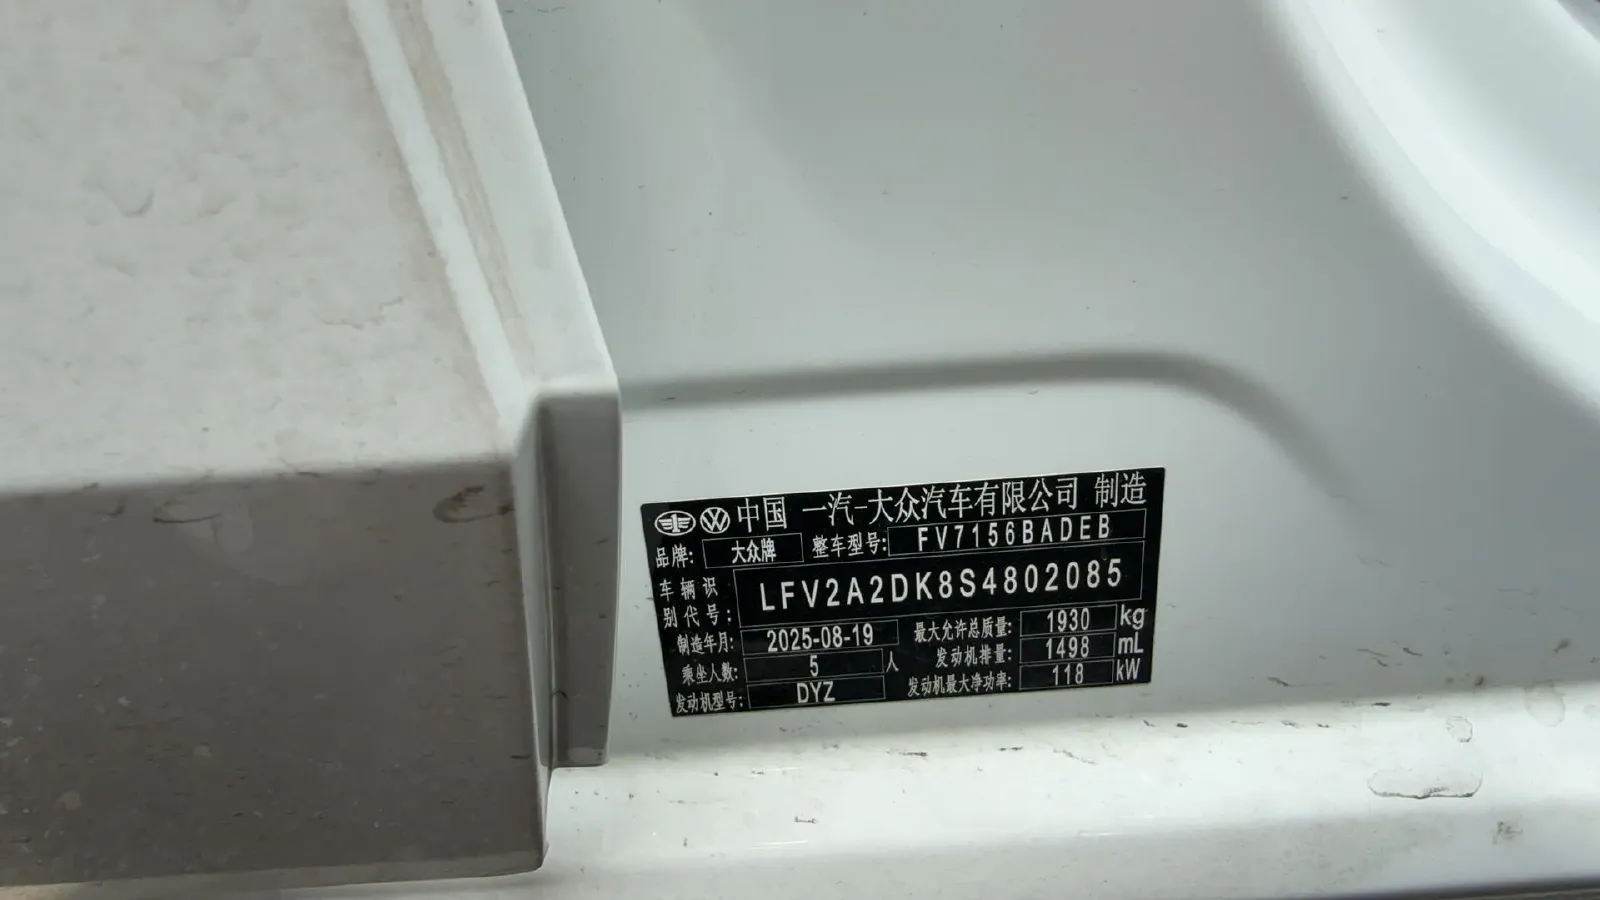 中国 一汽-大众汽车有限公司 制造
品牌: 大众牌 整车型号: FV7156BADEB
车辆识别代号: LFV2A2DK8S4802085
制造年月: 2025-08-19 最大允许总质量: 1930 kg
乘坐人数: 5 人 发动机排量: 1498 mL
发动机型号: DYZ 发动机最大净功率: 118 kW